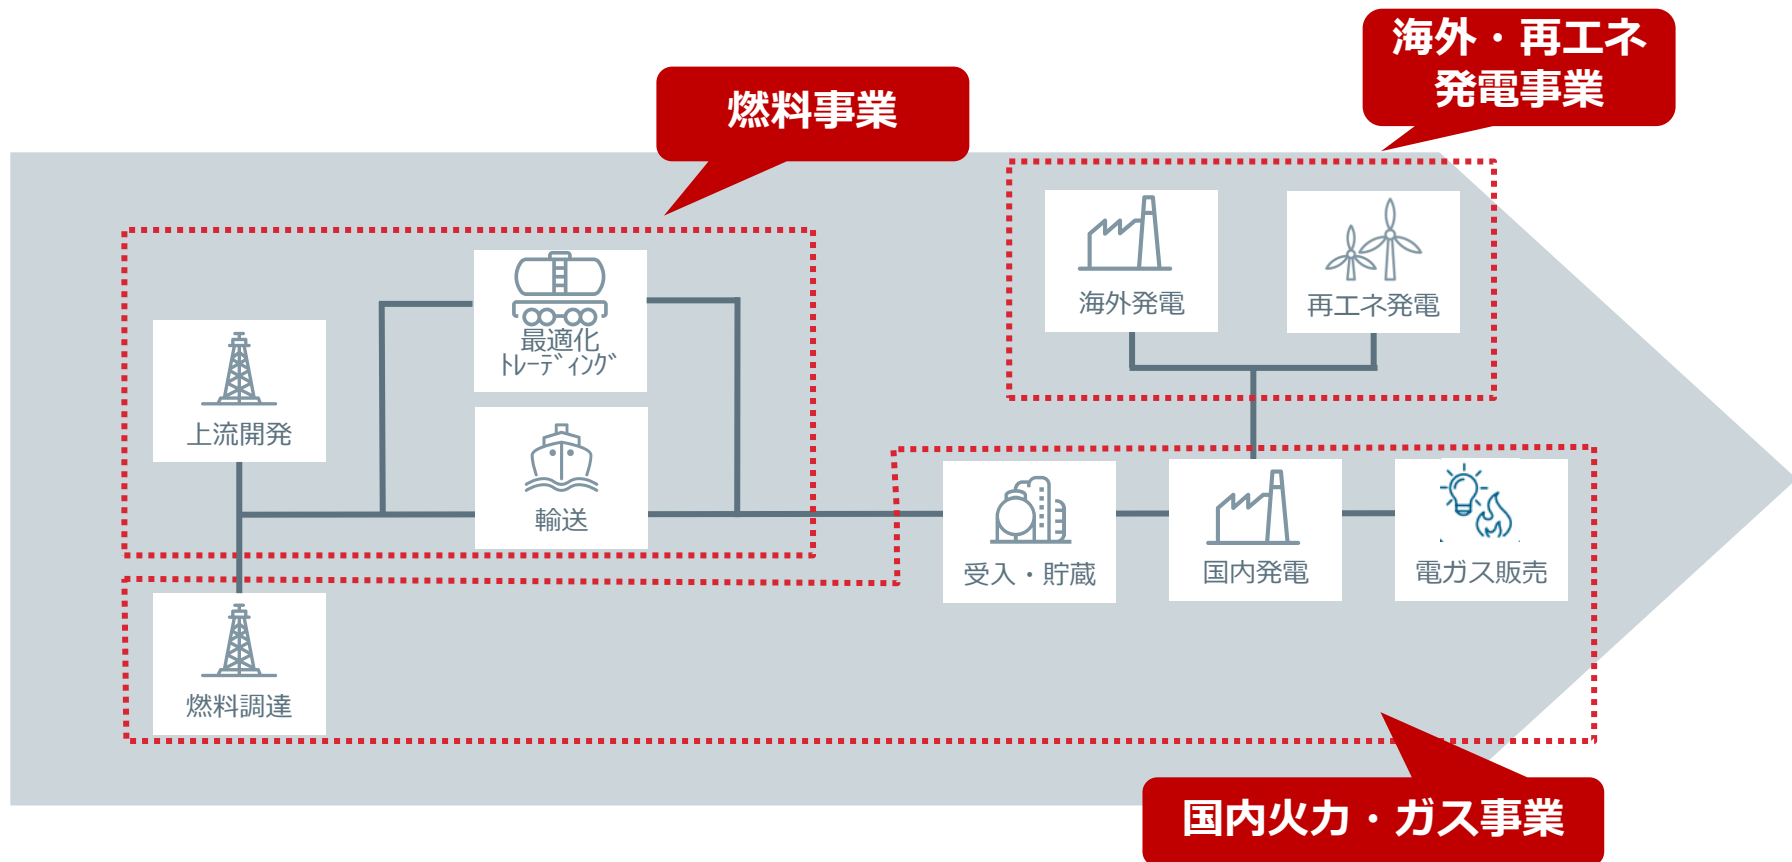 海外・再エネ
発電事業
燃料事業
海外発電
再エネ発電
最適化
ﾄﾚｰﾃﾞｨﾝｸﾞ
上流開発
輸送
受入・貯蔵
国内発電
電ガス販売
燃料調達
国内火力・ガス事業